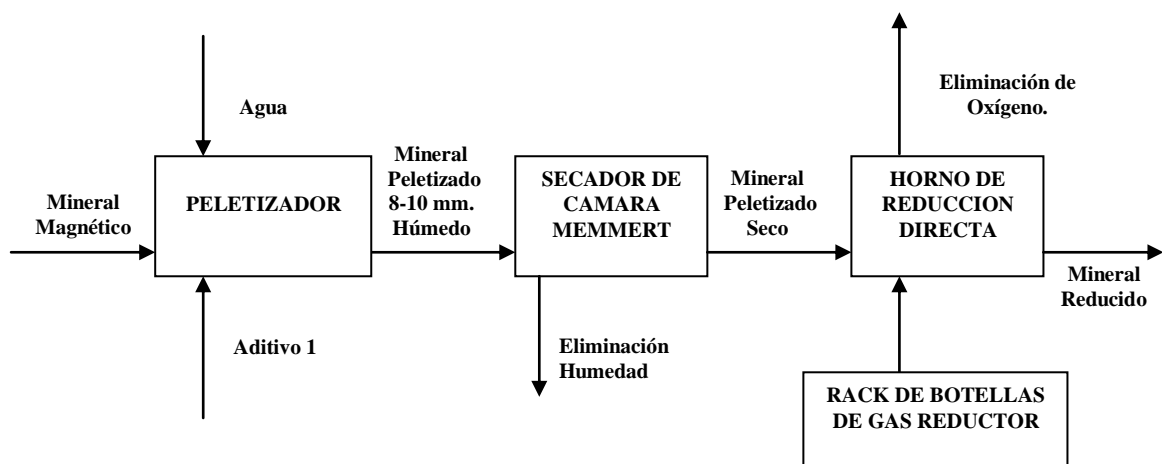 Mineral
Magnético
Agua
PELETIZADOR
Aditivo 1
Mineral
Peletizado
8-10 mm.
Húmedo
SECADOR DE
CAMARA
MEMMERT
Eliminación
Humedad
Mineral
Peletizado
Seco
Eliminación de
Oxígeno.
HORNO DE
REDUCCION
DIRECTA
Mineral
Reducido
RACK DE BOTELLAS
DE GAS REDUCTOR